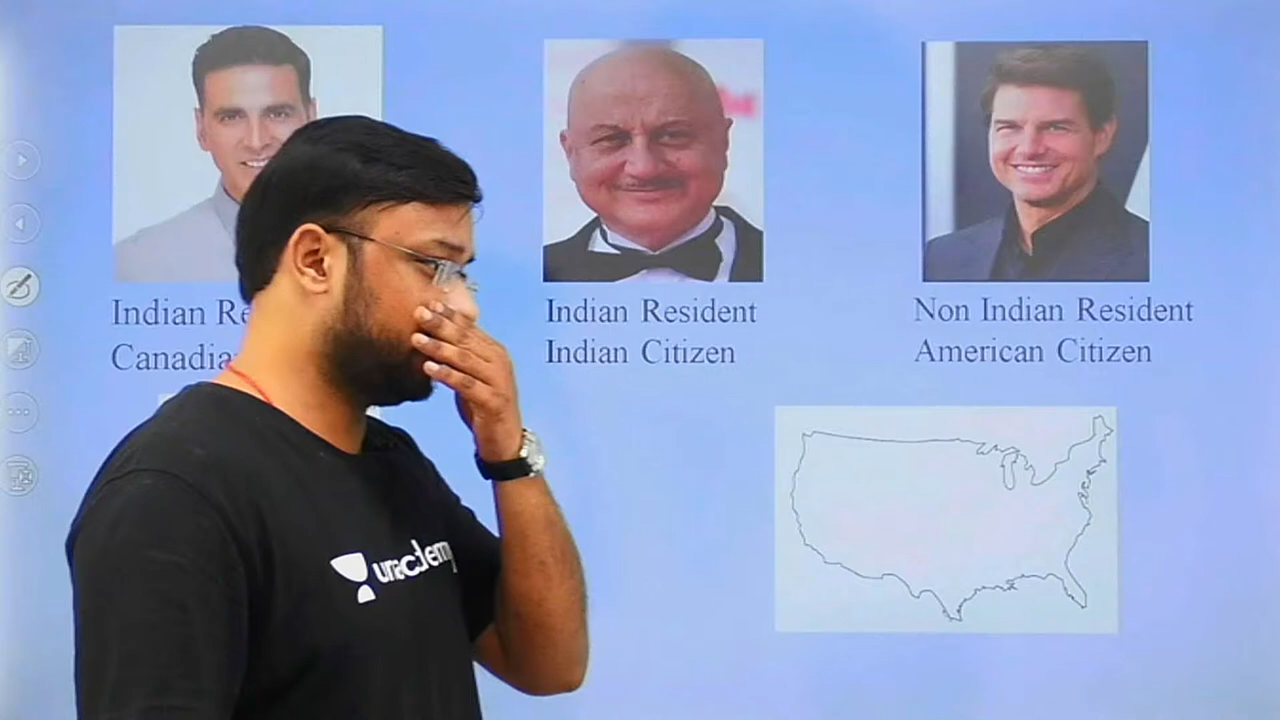 Indian Re
Canadia
Indian Resident
Indian Citizen
Non Indian Resident
American Citizen
unacademy